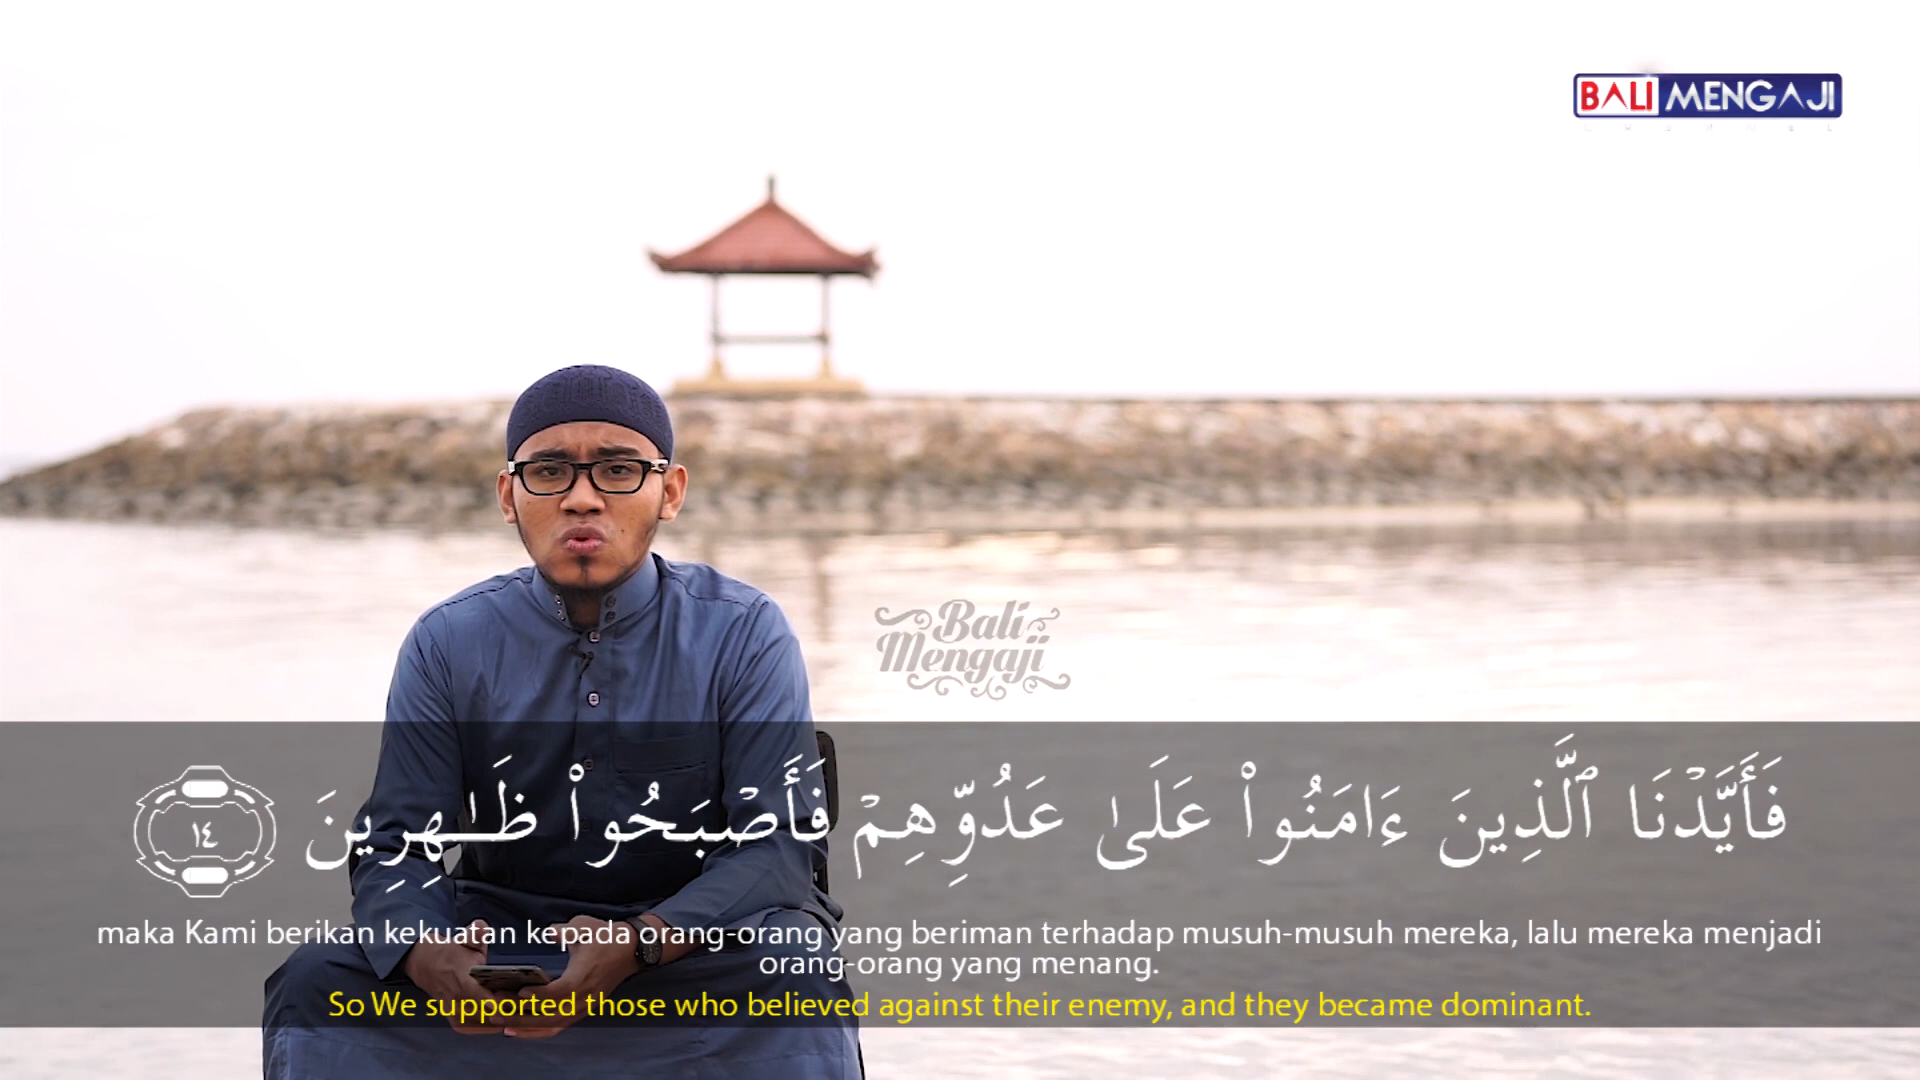 BALI MENGAJI
Bali
Mengaji
فَأَيَّدْنَا ٱلَّذِينَ ءَامَنُوا۟ عَلَىٰ عَدُوِّهِمْ فَأَصْبَحُوا۟ ظَـٰهِرِينَ ١٤
maka Kami berikan kekuatan kepada orang-orang yang beriman terhadap musuh-musuh mereka, lalu mereka menjadi
orang-orang yang menang.
So We supported those who believed against their enemy, and they became dominant.